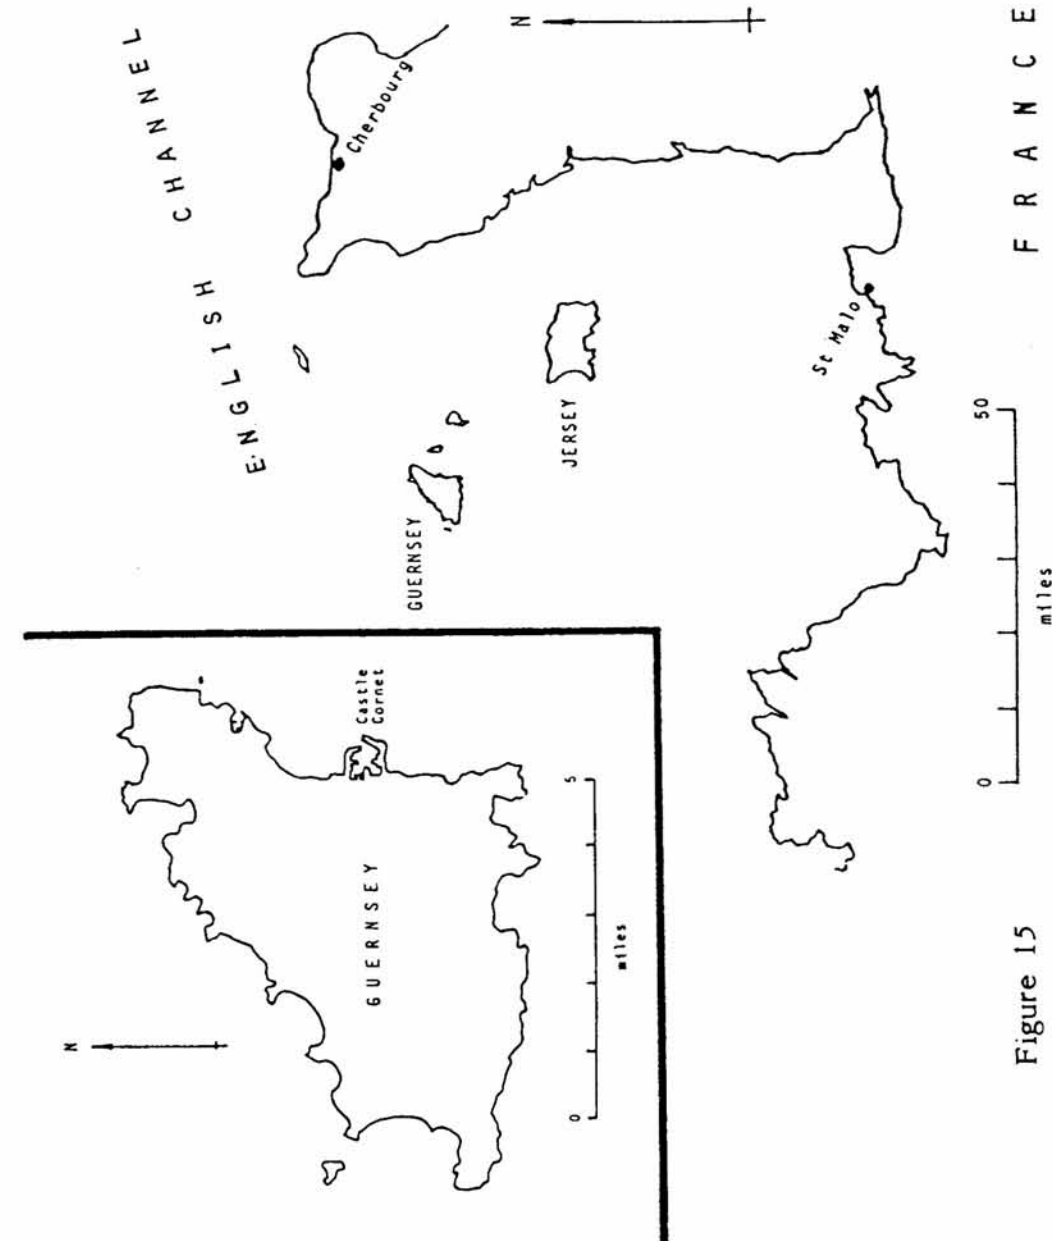 ENGLISH CHANNEL
N
Cherbourg
GUERNSEY
JERSEY
St Malo
FRANCE
0 50
miles
N
Castle
Cornet
GUERNSEY
0 5
miles
Figure 15